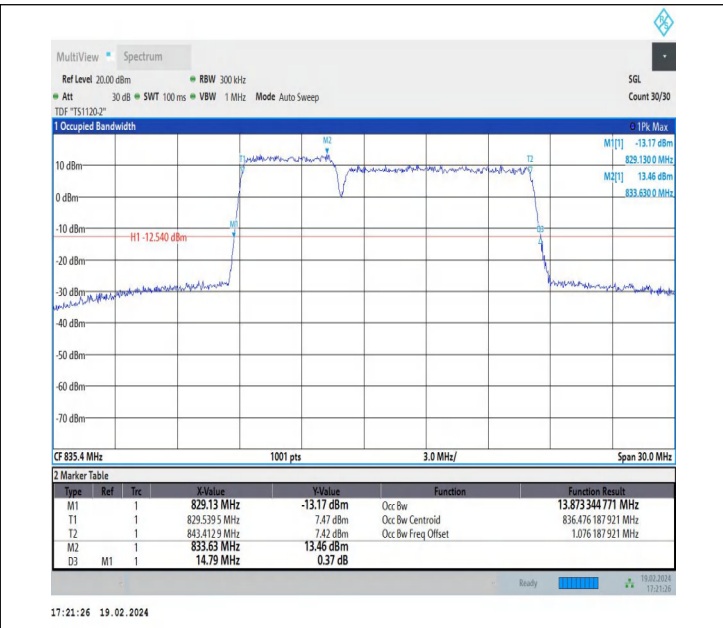 R S
MultiView Spectrum
Ref Level 20.00 dBm RBW 300 kHz SGL
Att 30 dB SWT 100 ms VBW 1 MHz Mode Auto Sweep Count 30/30
TDF "TS1120-2"
1 Occupied Bandwidth 1Pk Max
M1[1] -13.17 dBm
829.130 0 MHz
M2[1] 13.46 dBm
833.630 0 MHz
M2
T1 T2
10 dBm
0 dBm
M1 D3
-10 dBm
H1 -12.540 dBm
-20 dBm
-30 dBm
-40 dBm
-50 dBm
-60 dBm
-70 dBm
CF 835.4 MHz 1001 pts 3.0 MHz/ Span 30.0 MHz
2 Marker Table
Type Ref Trc X-Value Y-Value Function Function Result
M1 1 829.13 MHz -13.17 dBm Occ Bw 13.873 344 771 MHz
T1 1 829.539 5 MHz 7.47 dBm Occ Bw Centroid 836.476 187 921 MHz
T2 1 843.412 9 MHz 7.42 dBm Occ Bw Freq Offset 1.076 187 921 MHz
M2 1 833.63 MHz 13.46 dBm
D3 M1 1 14.79 MHz 0.37 dB
Ready 19.02.2024
17:21:26
17:21:26 19.02.2024